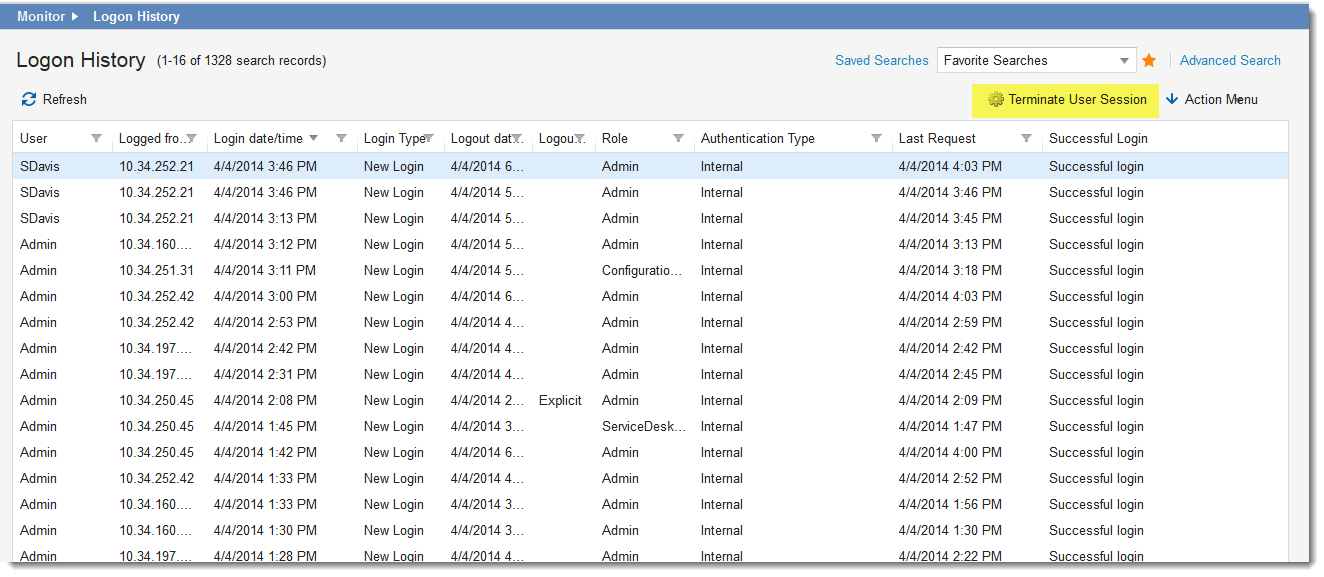 Monitor Logon History
Logon History (1-16 of 1328 search records) Saved Searches Favorite Searches Advanced Search
Refresh Terminate User Session Action Menu
User Logged fro... Login date/time Login Type Logout dat... Logou... Role Authentication Type Last Request Successful Login
SDavis 10.34.252.21 4/4/2014 3:46 PM New Login 4/4/2014 6... Admin Internal 4/4/2014 4:03 PM Successful login
SDavis 10.34.252.21 4/4/2014 3:46 PM New Login 4/4/2014 5... Admin Internal 4/4/2014 3:46 PM Successful login
SDavis 10.34.252.21 4/4/2014 3:13 PM New Login 4/4/2014 5... Admin Internal 4/4/2014 3:45 PM Successful login
Admin 10.34.160.... 4/4/2014 3:12 PM New Login 4/4/2014 5... Admin Internal 4/4/2014 3:13 PM Successful login
Admin 10.34.251.31 4/4/2014 3:11 PM New Login 4/4/2014 5... Configuratio... Internal 4/4/2014 3:18 PM Successful login
Admin 10.34.252.42 4/4/2014 3:00 PM New Login 4/4/2014 6... Admin Internal 4/4/2014 4:03 PM Successful login
Admin 10.34.252.42 4/4/2014 2:53 PM New Login 4/4/2014 4... Admin Internal 4/4/2014 2:59 PM Successful login
Admin 10.34.197.... 4/4/2014 2:42 PM New Login 4/4/2014 4... Admin Internal 4/4/2014 2:42 PM Successful login
Admin 10.34.197.... 4/4/2014 2:31 PM New Login 4/4/2014 4... Admin Internal 4/4/2014 2:45 PM Successful login
Admin 10.34.250.45 4/4/2014 2:08 PM New Login 4/4/2014 2... Explicit Admin Internal 4/4/2014 2:09 PM Successful login
Admin 10.34.250.45 4/4/2014 1:45 PM New Login 4/4/2014 3... ServiceDesk... Internal 4/4/2014 1:47 PM Successful login
Admin 10.34.250.45 4/4/2014 1:42 PM New Login 4/4/2014 6... Admin Internal 4/4/2014 4:00 PM Successful login
Admin 10.34.252.42 4/4/2014 1:33 PM New Login 4/4/2014 4... Admin Internal 4/4/2014 2:52 PM Successful login
Admin 10.34.160.... 4/4/2014 1:33 PM New Login 4/4/2014 3... Admin Internal 4/4/2014 1:56 PM Successful login
Admin 10.34.160.... 4/4/2014 1:30 PM New Login 4/4/2014 3... Admin Internal 4/4/2014 1:30 PM Successful login
Admin 10.34.197.... 4/4/2014 1:28 PM New Login 4/4/2014 4... Admin Internal 4/4/2014 2:22 PM Successful login